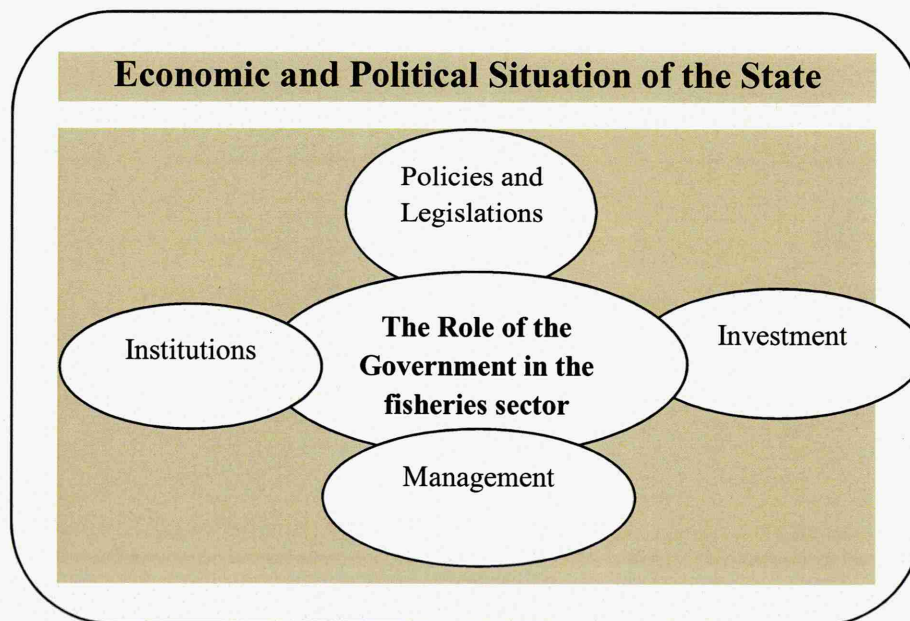 Economic and Political Situation of the State
Policies and
Legislations
Institutions
The Role of the
Government in the
fisheries sector
Investment
Management